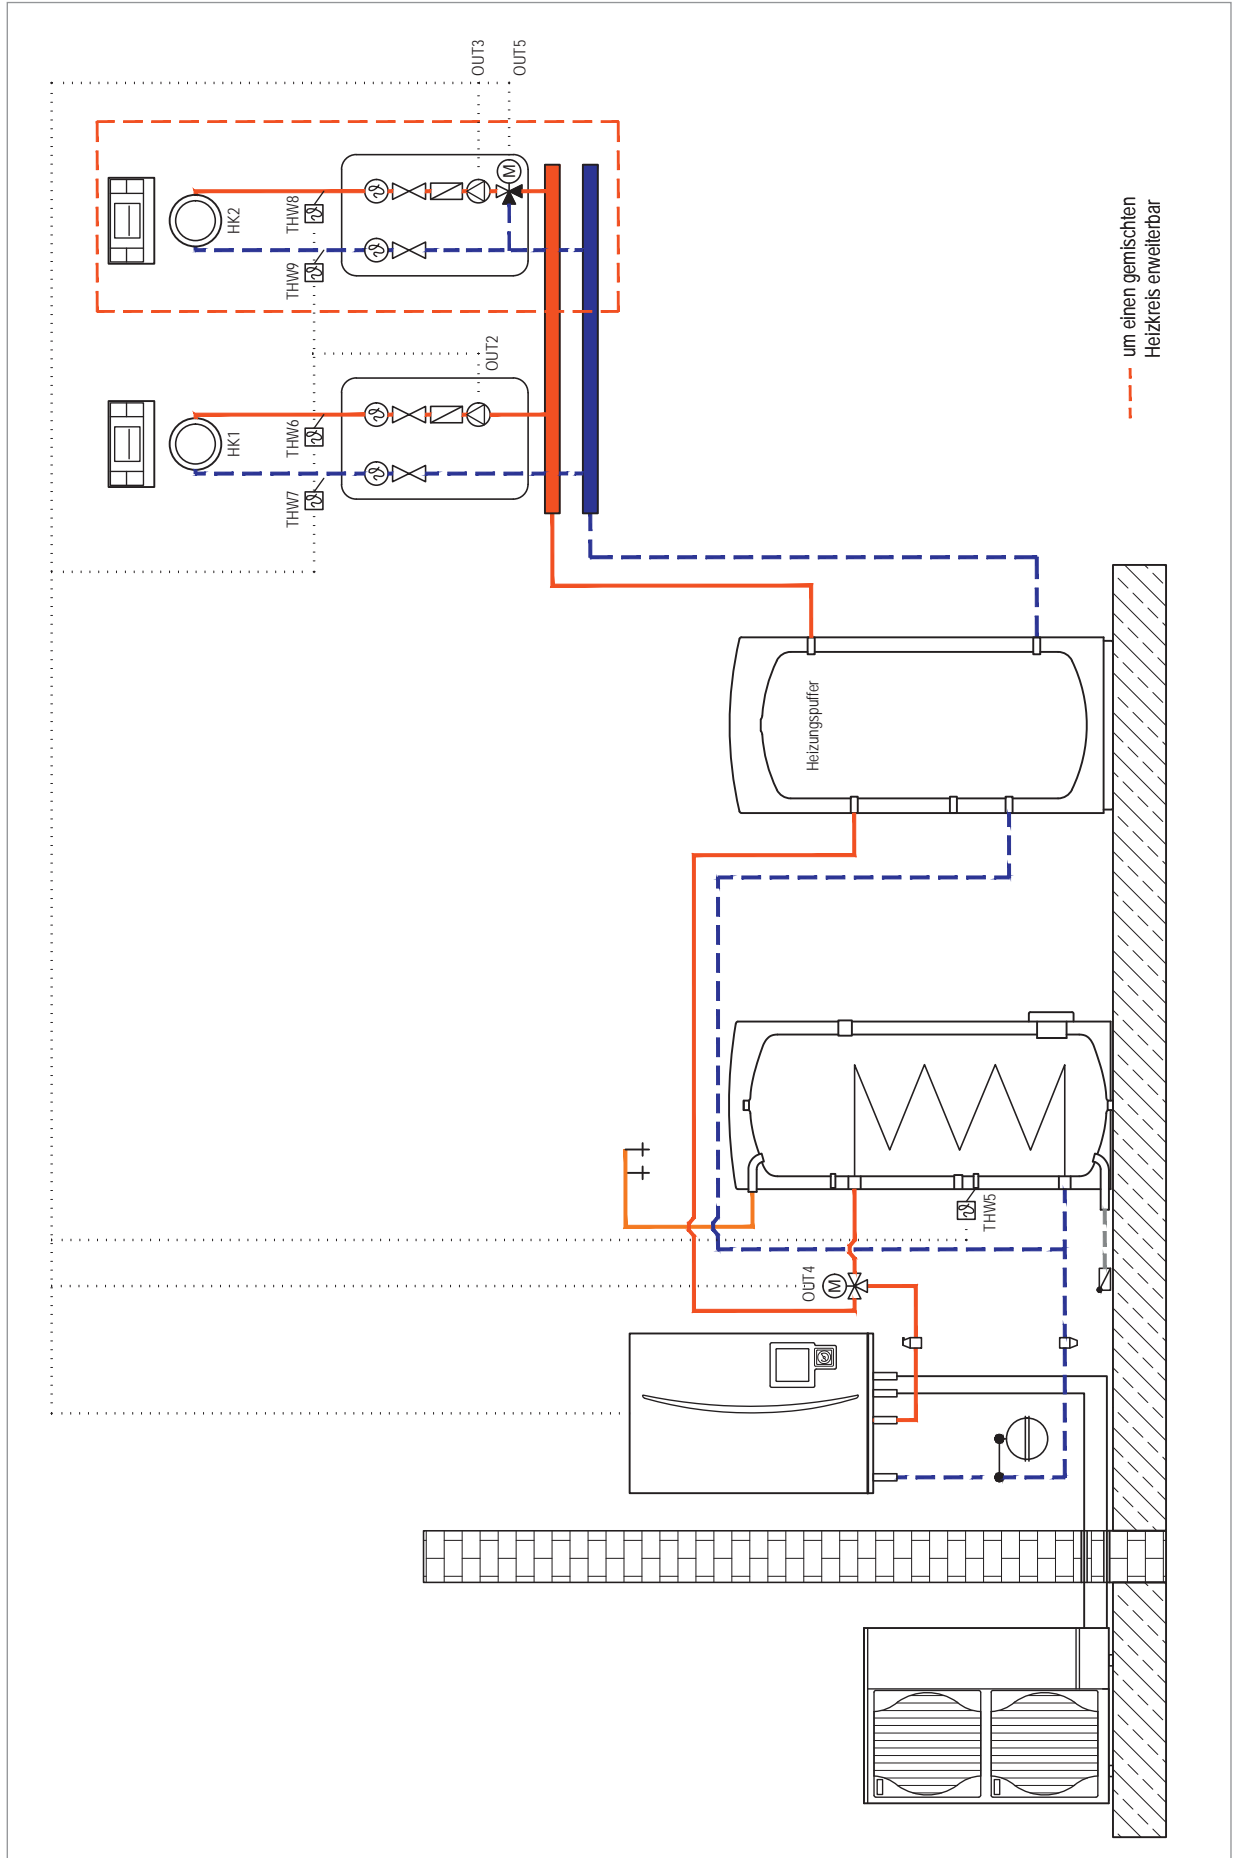 OUT3
OUT5
HK2
THW8
THW9
OUT2
HK1
THW6
THW7
um einen gemischten
Heizkreis erweiterbar
Heizungspuffer
THW5
OUT4
M
M